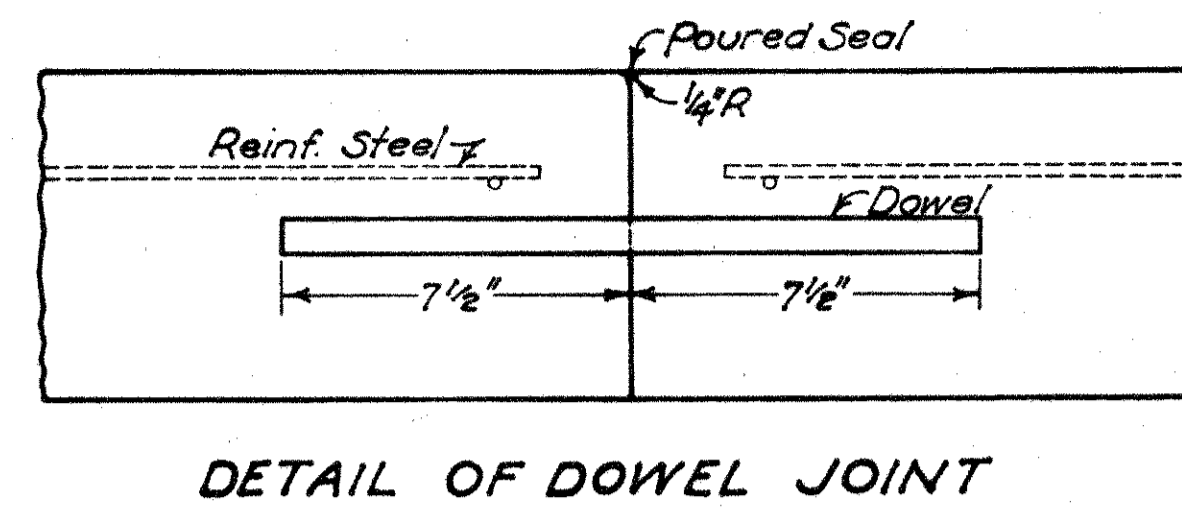 Poured Seal
1/4" R
Reinf. Steel
Dowel
7 1/2" 7 1/2"
DETAIL OF DOWEL JOINT